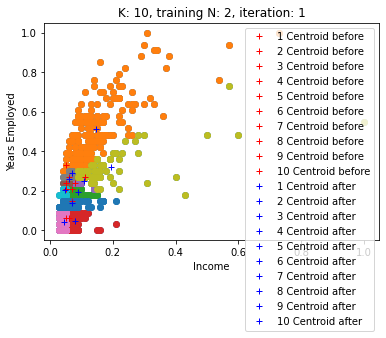 K: 10, training N: 2, iteration: 1
Years Employed
1.0
0.8
0.6
0.4
0.2
0.0
1 Centroid before
2 Centroid before
3 Centroid before
4 Centroid before
5 Centroid before
6 Centroid before
7 Centroid before
8 Centroid before
9 Centroid before
10 Centroid before
1 Centroid after
2 Centroid after
3 Centroid after
4 Centroid after
5 Centroid after
6 Centroid after
7 Centroid after
8 Centroid after
9 Centroid after
10 Centroid after
0.0 0.2 0.4 0.6 0.8 1.0
Income